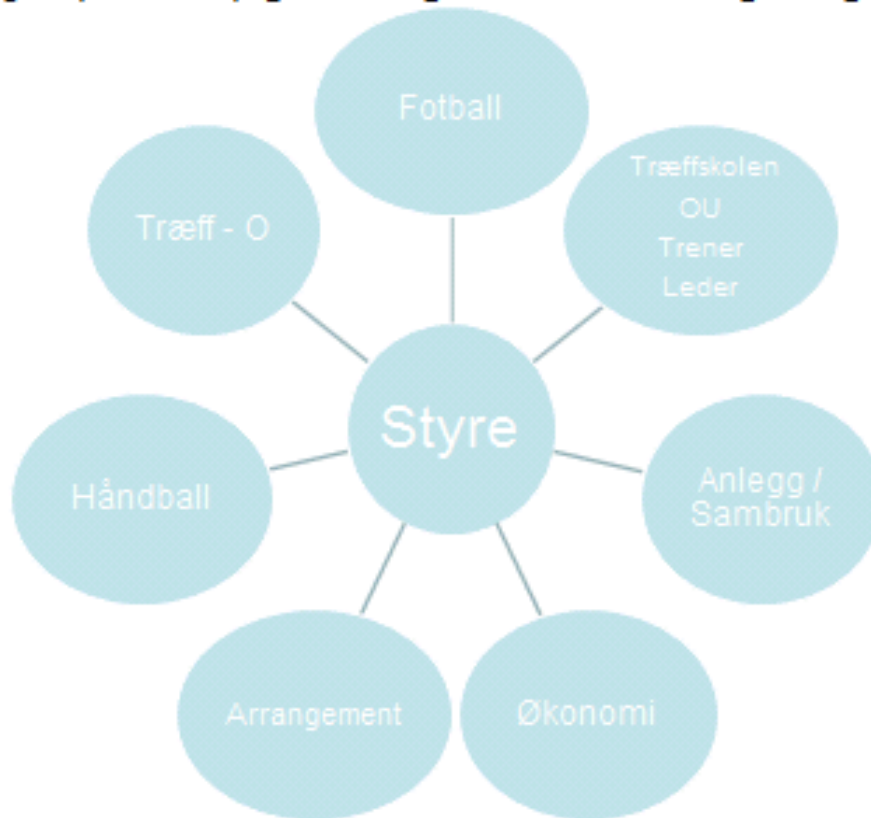 Fotball
Træffskolen
OU
Trener
Leder
Træff - O
Styre
Håndball
Anlegg /
Sambruk
Arrangement
Økonomi